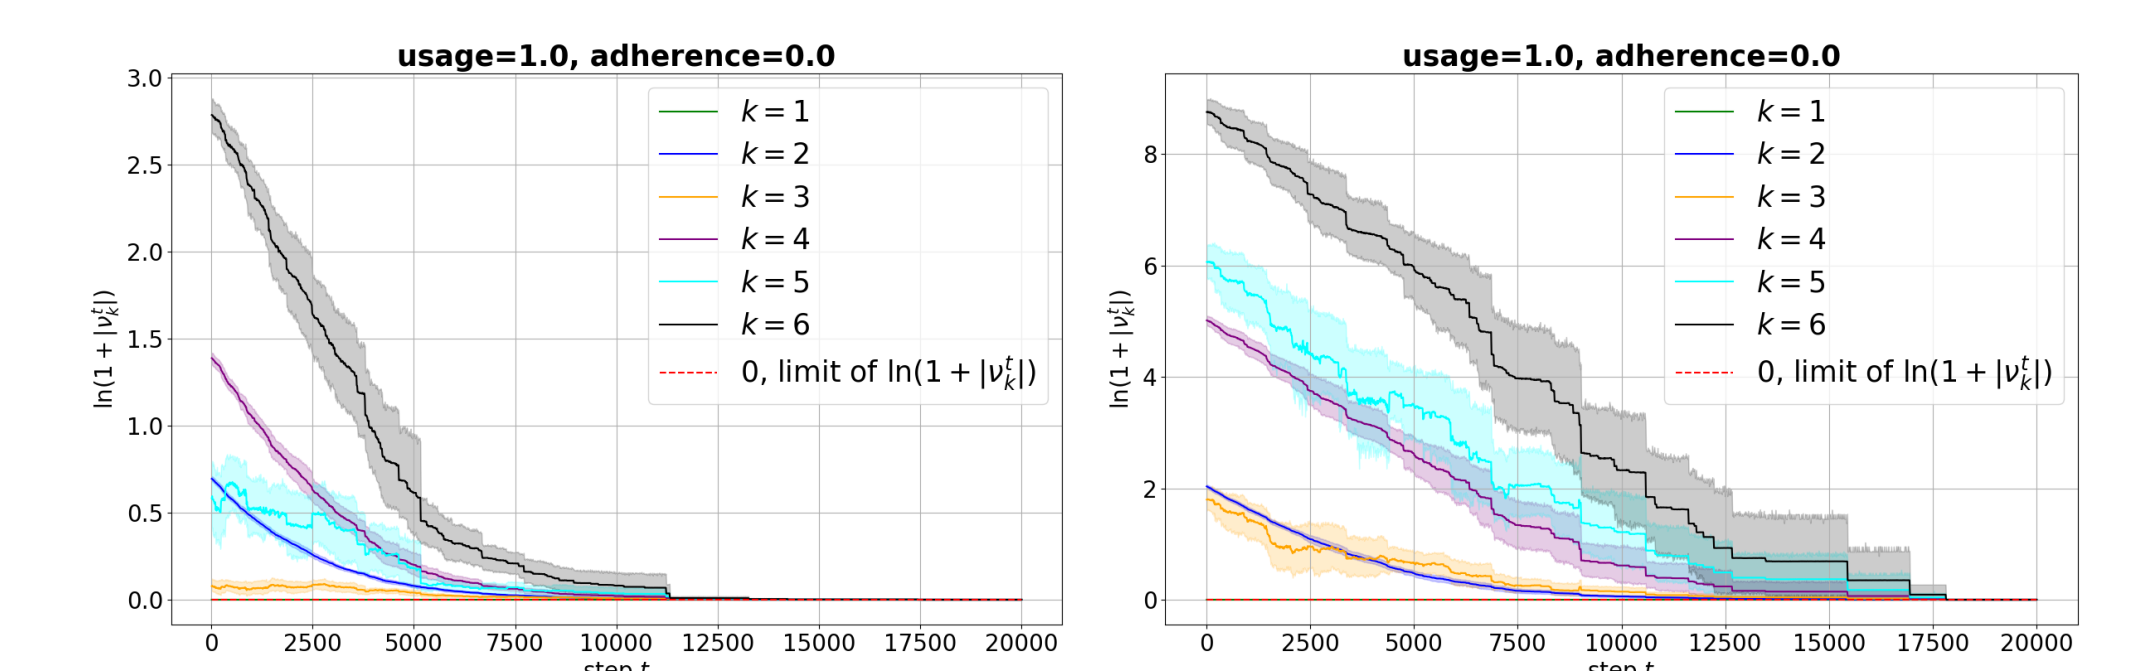 usage=1.0, adherence=0.0
ln(1 + |ν_k^t|)
3.0
2.5
2.0
1.5
1.0
0.5
0.0
k = 1
k = 2
k = 3
k = 4
k = 5
k = 6
0, limit of ln(1 + |ν_k^t|)
0 2500 5000 7500 10000 12500 15000 17500 20000
step t
usage=1.0, adherence=0.0
ln(1 + |ν_k^t|)
8
6
4
2
0
k = 1
k = 2
k = 3
k = 4
k = 5
k = 6
0, limit of ln(1 + |ν_k^t|)
0 2500 5000 7500 10000 12500 15000 17500 20000
step t